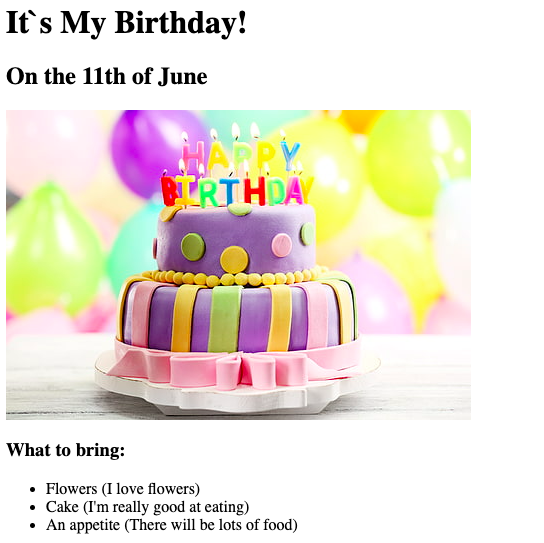 It`s My Birthday!
On the 11th of June
HAPPY
BIRTHDAY
What to bring:
Flowers (I love flowers)
Cake (I'm really good at eating)
An appetite (There will be lots of food)